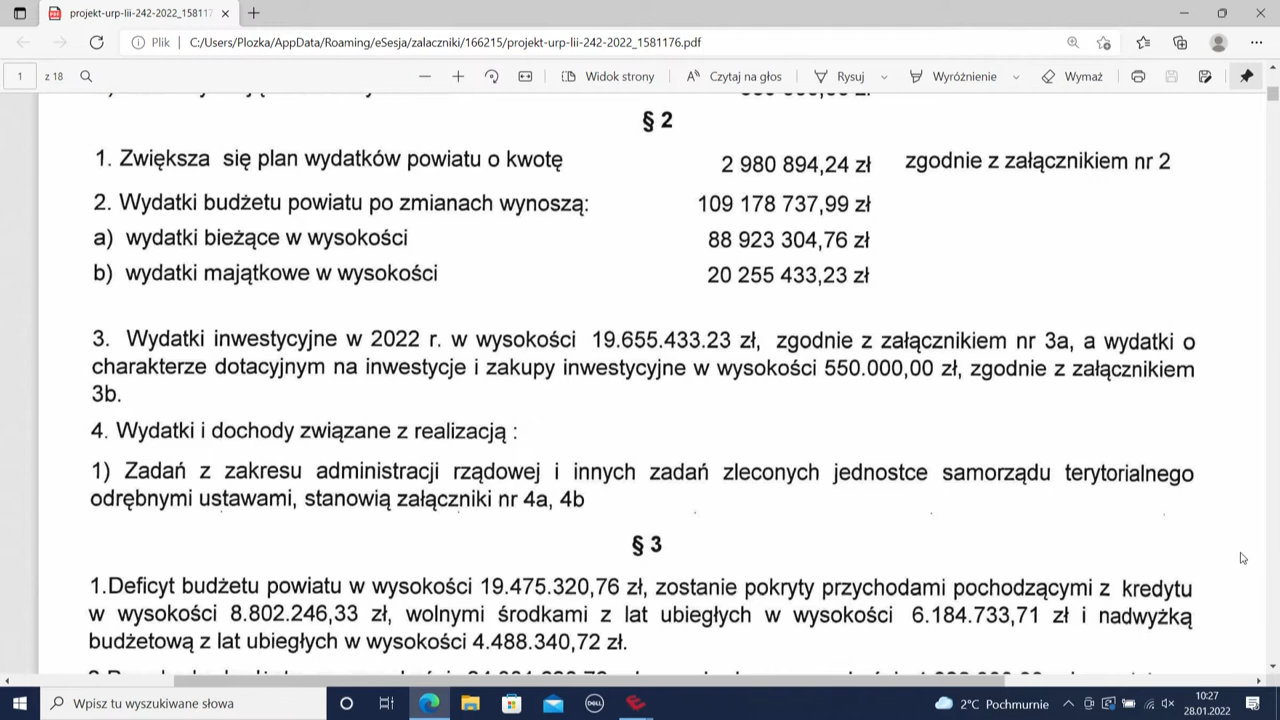 projekt-urp-lii-242-2022_15811
Plik C:/Users/Plozka/AppData/Roaming/eSesja/zalaczniki/166215/projekt-urp-lii-242-2022_1581176.pdf
1 z 18 Widok strony Czytaj na głos Rysuj Wyróżnienie Wymaż
§ 2
1. Zwiększa się plan wydatków powiatu o kwotę 2 980 894,24 zł zgodnie z załącznikiem nr 2
2. Wydatki budżetu powiatu po zmianach wynoszą: 109 178 737,99 zł
a) wydatki bieżące w wysokości 88 923 304,76 zł
b) wydatki majątkowe w wysokości 20 255 433,23 zł
3. Wydatki inwestycyjne w 2022 r. w wysokości 19.655.433.23 zł, zgodnie z załącznikiem nr 3a, a wydatki o
charakterze dotacyjnym na inwestycje i zakupy inwestycyjne w wysokości 550.000,00 zł, zgodnie z załącznikiem
3b.
4. Wydatki i dochody związane z realizacją :
1) Zadań z zakresu administracji rządowej i innych zadań zleconych jednostce samorządu terytorialnego
odrębnymi ustawami, stanowią załączniki nr 4a, 4b
§ 3
1.Deficyt budżetu powiatu w wysokości 19.475.320,76 zł, zostanie pokryty przychodami pochodzącymi z kredytu
w wysokości 8.802.246,33 zł, wolnymi środkami z lat ubiegłych w wysokości 6.184.733,71 zł i nadwyżką
budżetową z lat ubiegłych w wysokości 4.488.340,72 zł.
Wpisz tu wyszukiwane słowa
DELL
2°C Pochmurnie
10:27
28.01.2022